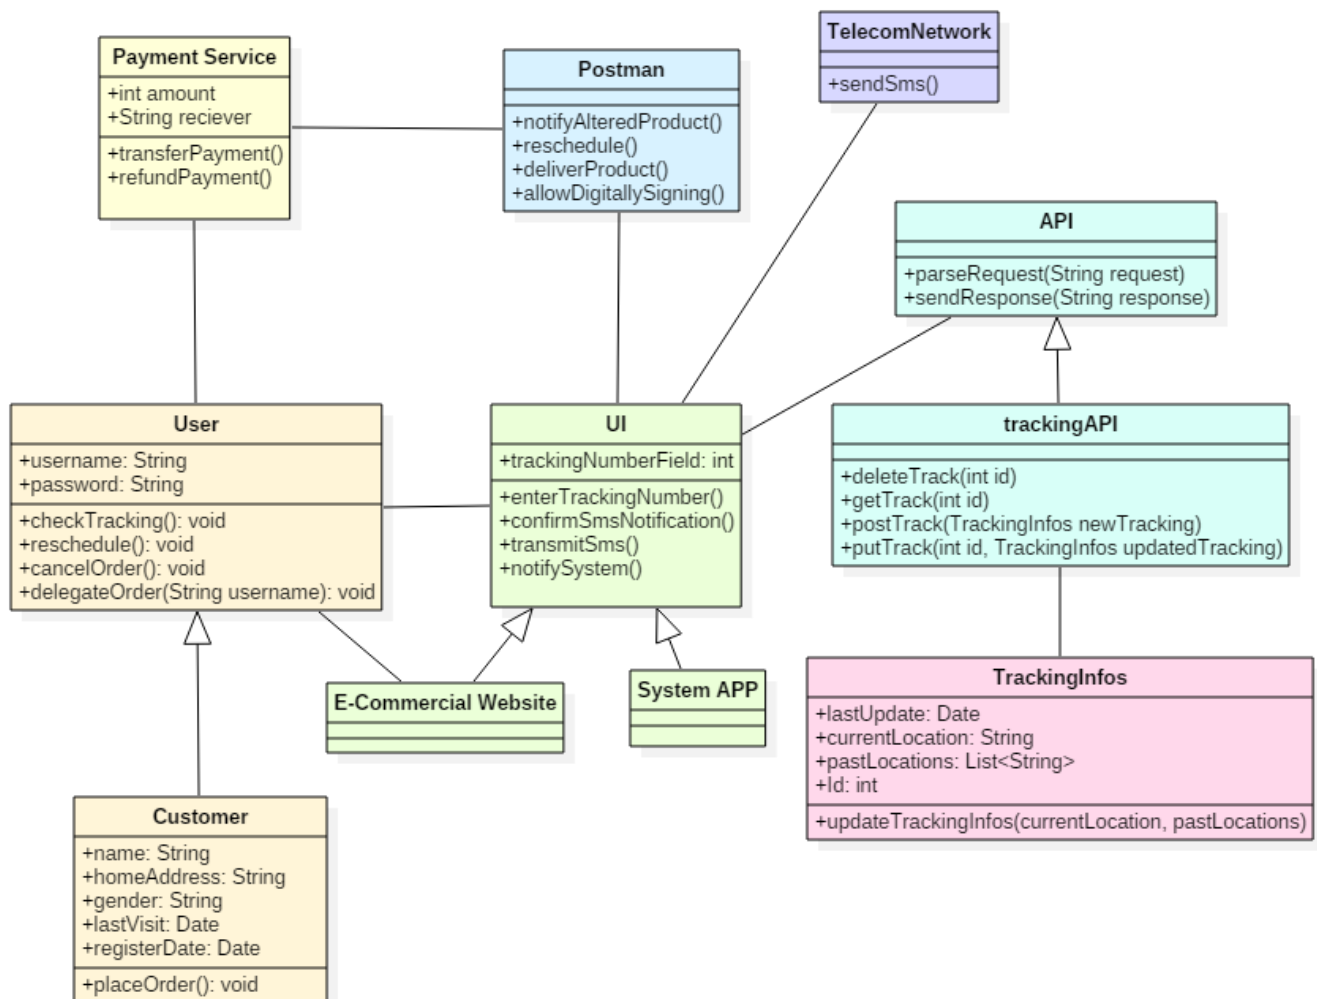 Payment Service
+int amount
+String reciever
+transferPayment()
+refundPayment()
Postman
+notifyAlteredProduct()
+reschedule()
+deliverProduct()
+allowDigitallySigning()
TelecomNetwork
+sendSms()
API
+parseRequest(String request)
+sendResponse(String response)
User
+username: String
+password: String
+checkTracking(): void
+reschedule(): void
+cancelOrder(): void
+delegateOrder(String username): void
UI
+trackingNumberField: int
+enterTrackingNumber()
+confirmSmsNotification()
+transmitSms()
+notifySystem()
trackingAPI
+deleteTrack(int id)
+getTrack(int id)
+postTrack(TrackingInfos newTracking)
+putTrack(int id, TrackingInfos updatedTracking)
E-Commercial Website
System APP
TrackingInfos
+lastUpdate: Date
+currentLocation: String
+pastLocations: List<String>
+Id: int
+updateTrackingInfos(currentLocation, pastLocations)
Customer
+name: String
+homeAddress: String
+gender: String
+lastVisit: Date
+registerDate: Date
+placeOrder(): void